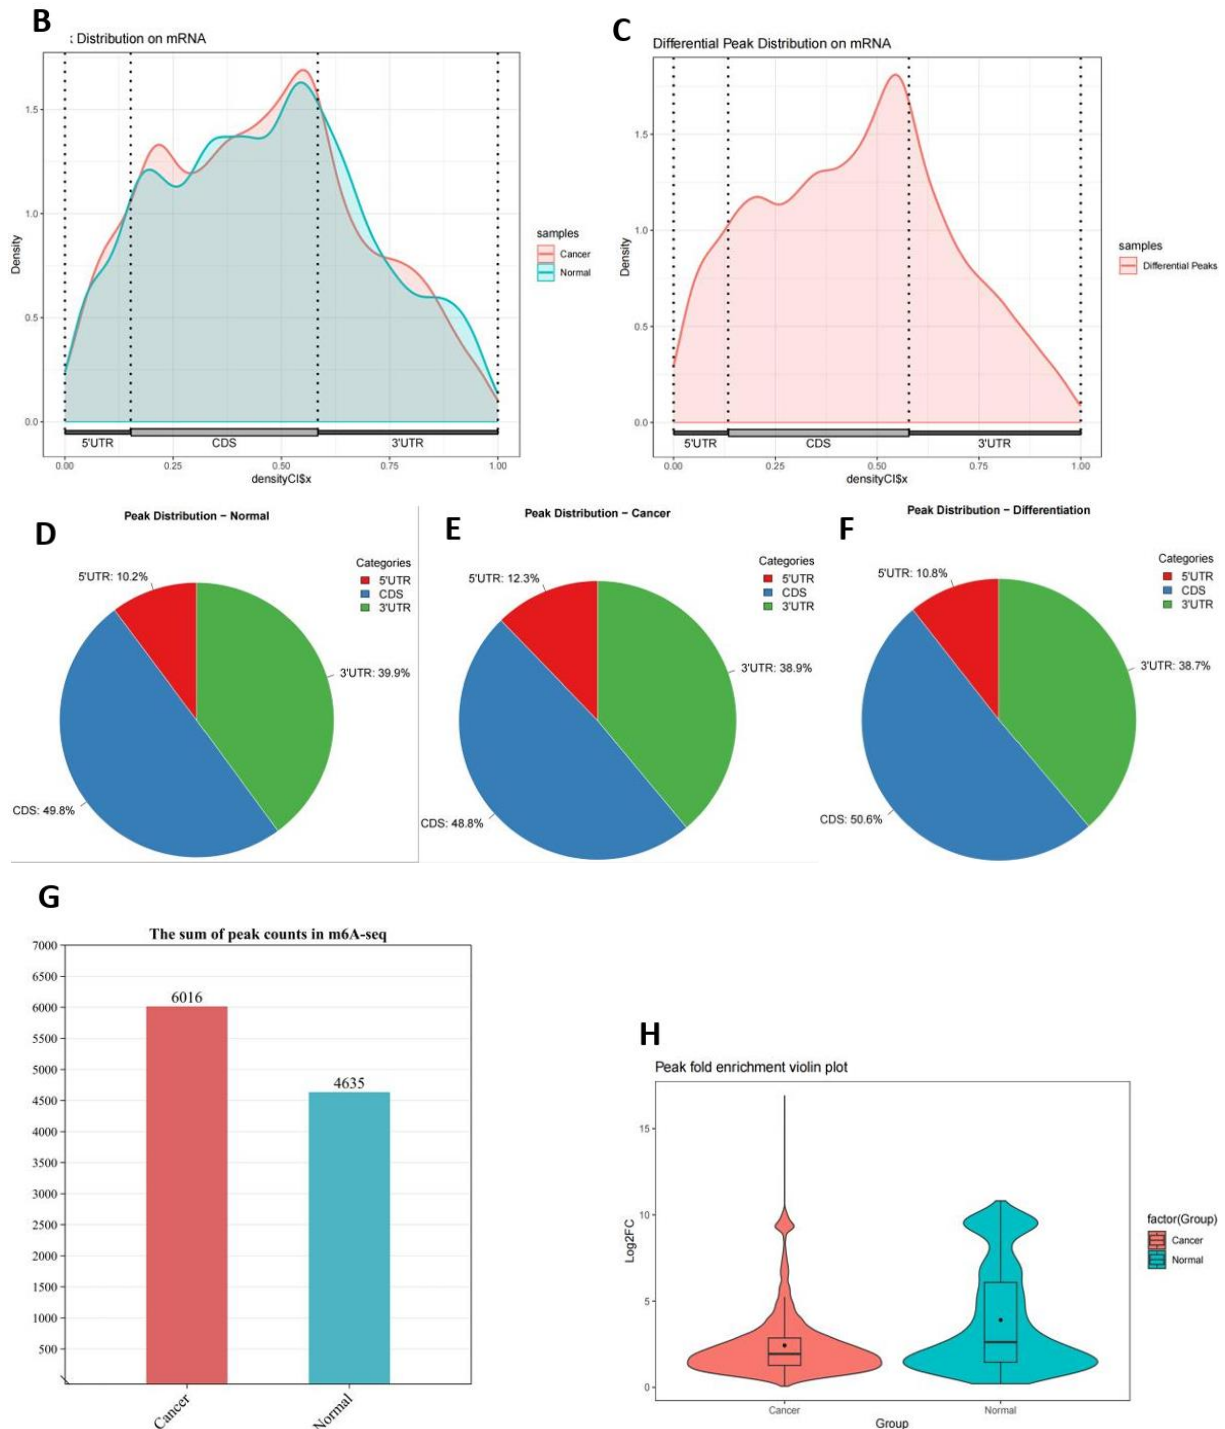 B
: Distribution on mRNA
1.5
1.0
0.5
0.0
Density
5'UTR CDS 3'UTR
0.00 0.25 0.50 0.75 1.00
densityCI$x
samples
Cancer
Normal
C
Differential Peak Distribution on mRNA
1.5
1.0
0.5
0.0
Density
5'UTR CDS 3'UTR
0.00 0.25 0.50 0.75 1.00
densityCI$x
samples
Differential Peaks
D
Peak Distribution − Normal
Categories
5'UTR
CDS
3'UTR
5'UTR: 10.2%
3'UTR: 39.9%
CDS: 49.8%
E
Peak Distribution − Cancer
Categories
5'UTR
CDS
3'UTR
5'UTR: 12.3%
3'UTR: 38.9%
CDS: 48.8%
F
Peak Distribution − Differentiation
Categories
5'UTR
CDS
3'UTR
5'UTR: 10.8%
3'UTR: 38.7%
CDS: 50.6%
G
The sum of peak counts in m6A-seq
7000
6500
6000
5500
5000
4500
4000
3500
3000
2500
2000
1500
1000
500
6016
4635
Cancer
Normal
H
Peak fold enrichment violin plot
15
10
5
0
Log2FC
Cancer Normal
Group
factor(Group)
Cancer
Normal